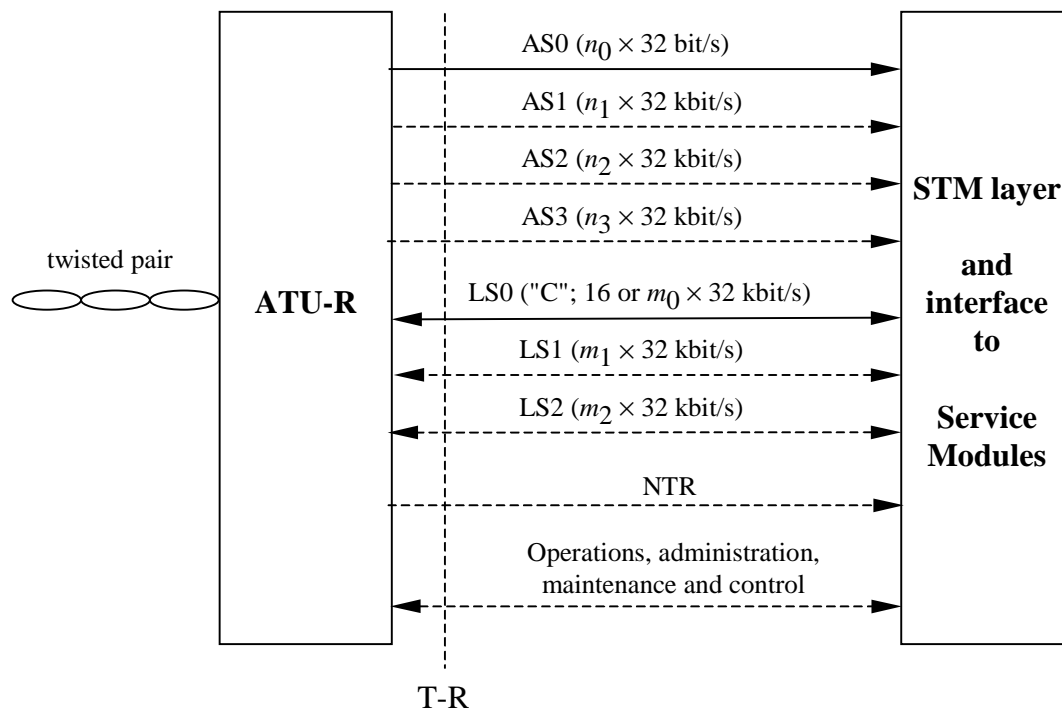 AS0 (n0 × 32 bit/s)
AS1 (n1 × 32 kbit/s)
AS2 (n2 × 32 kbit/s)
AS3 (n3 × 32 kbit/s)
twisted pair
ATU-R
LS0 ("C"; 16 or m0 × 32 kbit/s)
LS1 (m1 × 32 kbit/s)
LS2 (m2 × 32 kbit/s)
NTR
Operations, administration,
maintenance and control
STM layer
and
interface
to
Service
Modules
T-R